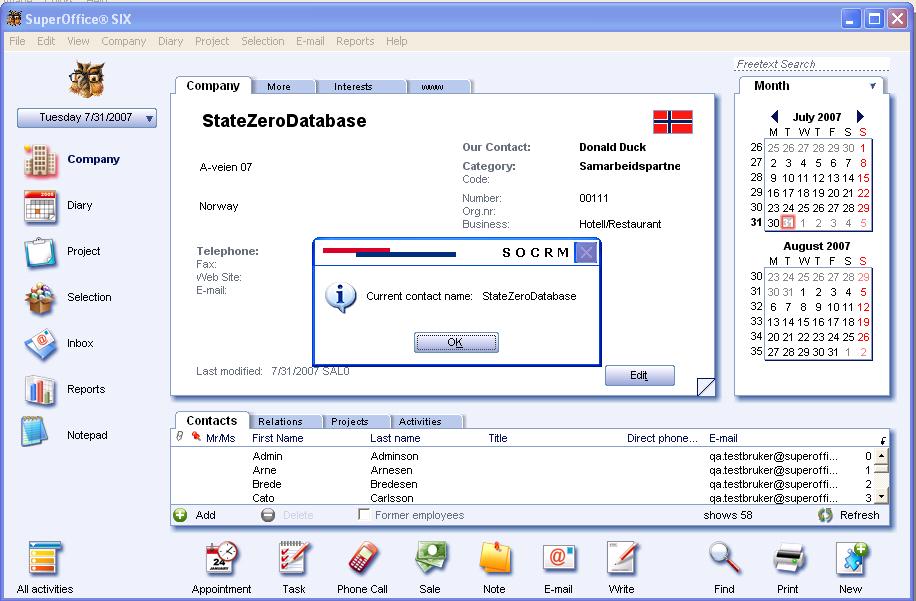 SuperOffice® SIX
File Edit View Company Diary Project Selection E-mail Reports Help
Tuesday 7/31/2007
Company
Diary
Project
Selection
Inbox
Reports
Notepad
Company More Interests www
StateZeroDatabase
A-veien 07
Norway
Telephone:
Fax:
Web Site:
E-mail:
Our Contact: Donald Duck
Category: Samarbeidspartne
Code:
Number: 00111
Org.nr:
Business: Hotell/Restaurant
SOCRM
Current contact name: StateZeroDatabase
OK
Last modified: 7/31/2007 SAL0
Edit
Freetext Search
Month
July 2007
M T W T F S S
26 25 26 27 28 29 30 1
27 2 3 4 5 6 7 8
28 9 10 11 12 13 14 15
29 16 17 18 19 20 21 22
30 23 24 25 26 27 28 29
31 30 31 1 2 3 4 5
August 2007
M T W T F S S
30 23 24 25 26 27 28 29
31 30 31 1 2 3 4 5
32 6 7 8 9 10 11 12
33 13 14 15 16 17 18 19
34 20 21 22 23 24 25 26
35 27 28 29 30 31 1 2
Contacts Relations Projects Activities
Mr/Ms First Name Last name Title Direct phone... E-mail
Admin Adminson qa.testbruker@superoffi... 0
Arne Arnesen qa.testbruker@superoffi... 1
Brede Bredesen qa.testbruker@superoffi... 2
Cato Carlsson qa.testbruker@superoffi... 3
Add Delete Former employees shows 58 Refresh
All activities Appointment Task Phone Call Sale Note E-mail Write Find Print New